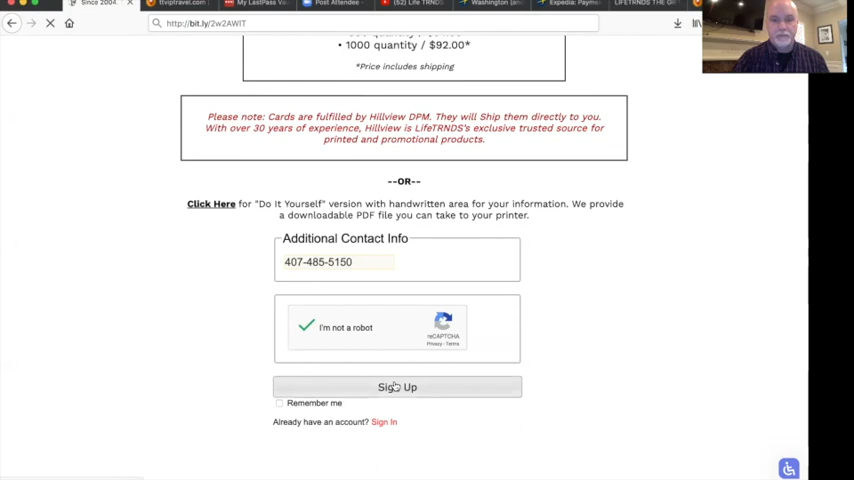 Since 2004.
ttviptravel.com
My LastPass Va
Post Attendee -
(52) Life TRND
Washington (an
Expedia: Payme
LIFETRNDS THE GI
http://bit.ly/2w2AWIT
• 1000 quantity / $92.00*
*Price includes shipping
Please note: Cards are fulfilled by Hillview DPM. They will Ship them directly to you.
With over 30 years of experience, Hillview is LifeTRNDS's exclusive trusted source for
printed and promotional products.
--OR--
Click Here for "Do It Yourself" version with handwritten area for your information. We provide
a downloadable PDF file you can take to your printer.
Additional Contact Info
407-485-5150
I'm not a robot
reCAPTCHA
Privacy - Terms
Sign Up
Remember me
Already have an account? Sign In